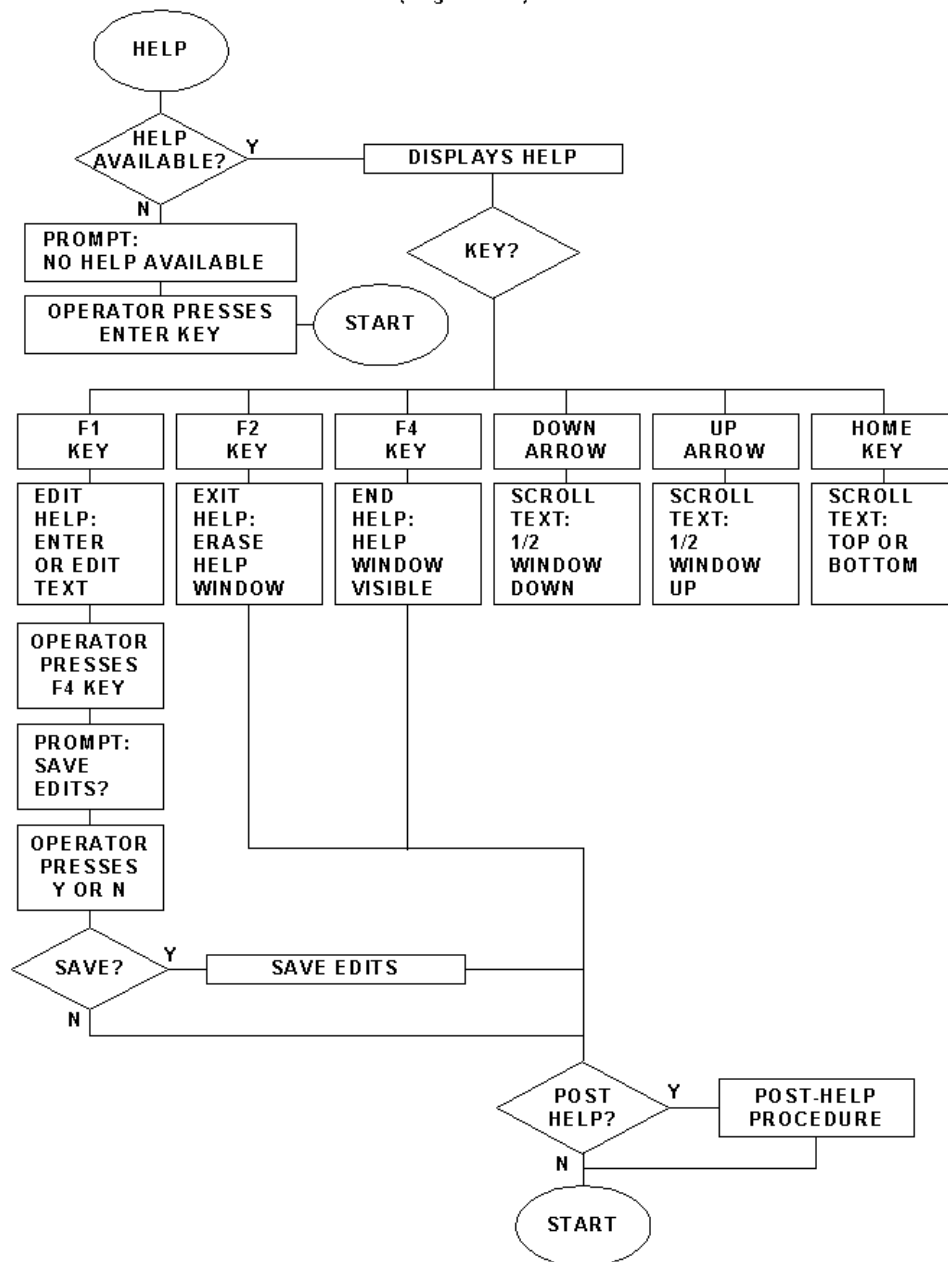 HELP
HELP
AVAILABLE?
Y
DISPLAYS HELP
N
PROMPT:
NO HELP AVAILABLE
KEY?
OPERATOR PRESSES
ENTER KEY
START
F1
KEY
F2
KEY
F4
KEY
DOWN
ARROW
UP
ARROW
HOME
KEY
EDIT
HELP:
ENTER
OR EDIT
TEXT
EXIT
HELP:
ERASE
HELP
WINDOW
END
HELP:
HELP
WINDOW
VISIBLE
SCROLL
TEXT:
1/2
WINDOW
DOWN
SCROLL
TEXT:
1/2
WINDOW
UP
SCROLL
TEXT:
TOP OR
BOTTOM
OPERATOR
PRESSES
F4 KEY
PROMPT:
SAVE
EDITS?
OPERATOR
PRESSES
Y OR N
SAVE?
Y
SAVE EDITS
N
POST
HELP?
Y
POST-HELP
PROCEDURE
N
START